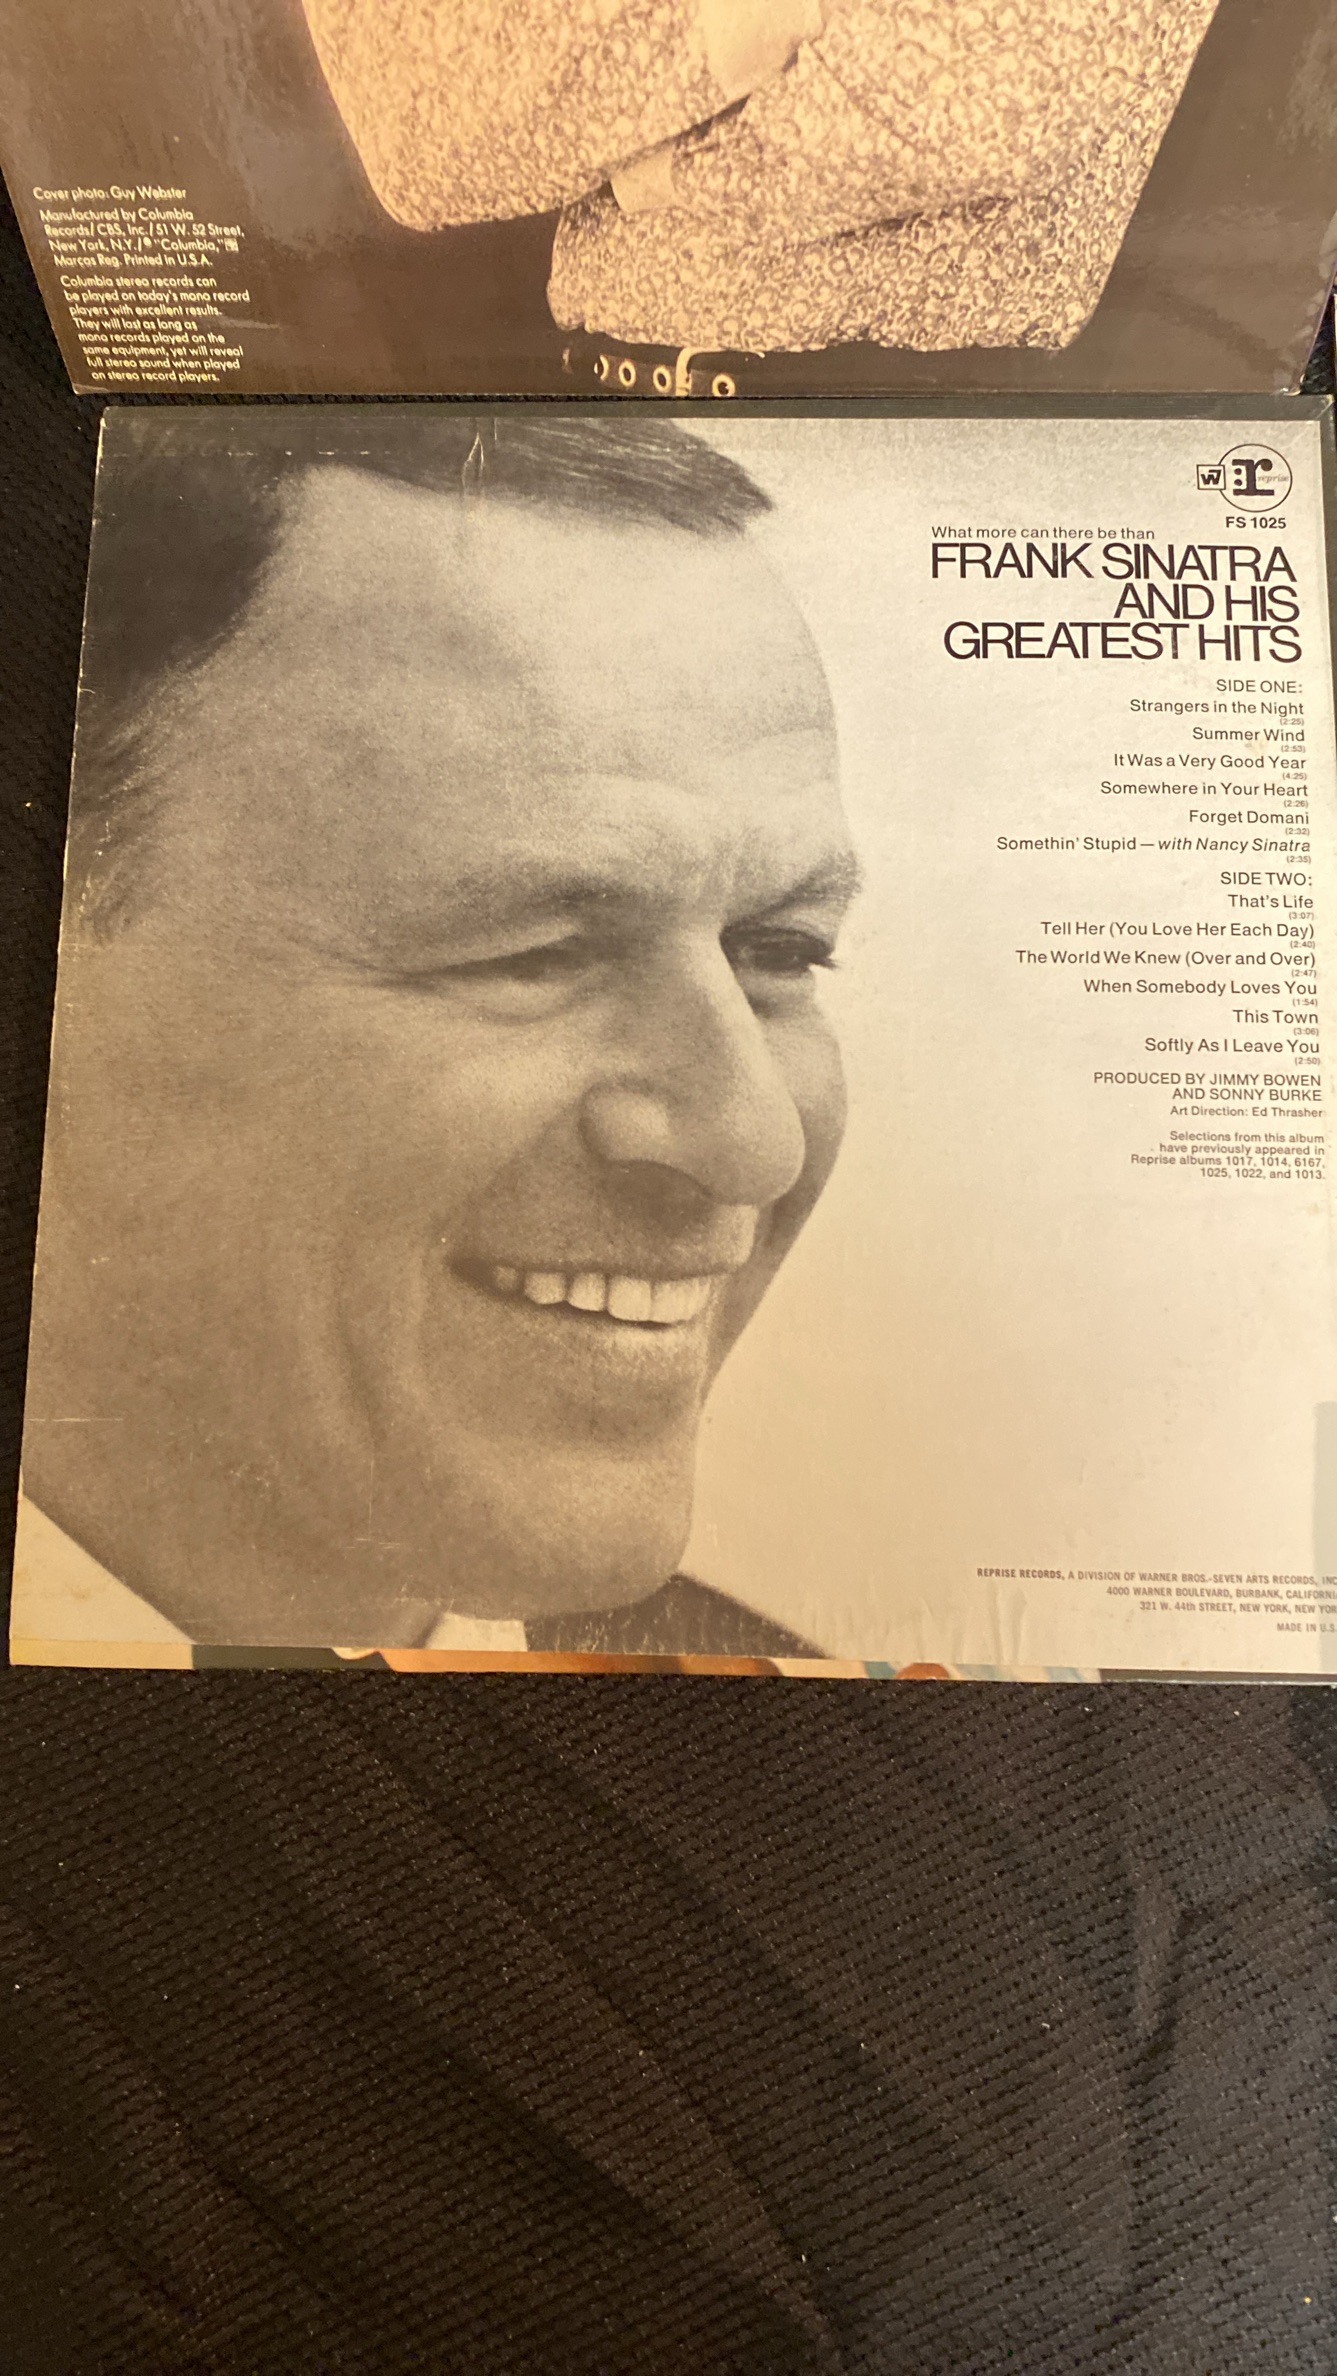 Cover photo: Guy Webster
Manufactured by Columbia
Records/ CBS, Inc. / 51 W. 52 Street,
New York, N.Y./® "Columbia,"
Marcas Reg. Printed in U.S.A.
Columbia stereo records can
be played on today's mono record
players with excellent results.
They will last as long as
mono records played on the
same equipment, yet will reveal
full stereo sound when played
on stereo record players.
W7 r: reprise
FS 1025
What more can there be than
FRANK SINATRA
AND HIS
GREATEST HITS
SIDE ONE:
Strangers in the Night
(2:25)
Summer Wind
(2:53)
It Was a Very Good Year
(4:25)
Somewhere in Your Heart
(2:26)
Forget Domani
(2:32)
Somethin' Stupid — with Nancy Sinatra
(2:35)
SIDE TWO:
That's Life
(3:07)
Tell Her (You Love Her Each Day)
(2:40)
The World We Knew (Over and Over)
(2:47)
When Somebody Loves You
(1:54)
This Town
(3:06)
Softly As I Leave You
(2:50)
PRODUCED BY JIMMY BOWEN
AND SONNY BURKE
Art Direction: Ed Thrasher
Selections from this album
have previously appeared in
Reprise albums 1017, 1014, 6167,
1025, 1022, and 1013.
REPRISE RECORDS, A DIVISION OF WARNER BROS.-SEVEN ARTS RECORDS, INC
4000 WARNER BOULEVARD, BURBANK, CALIFORNI
321 W. 44th STREET, NEW YORK, NEW YOR
MADE IN U.S.